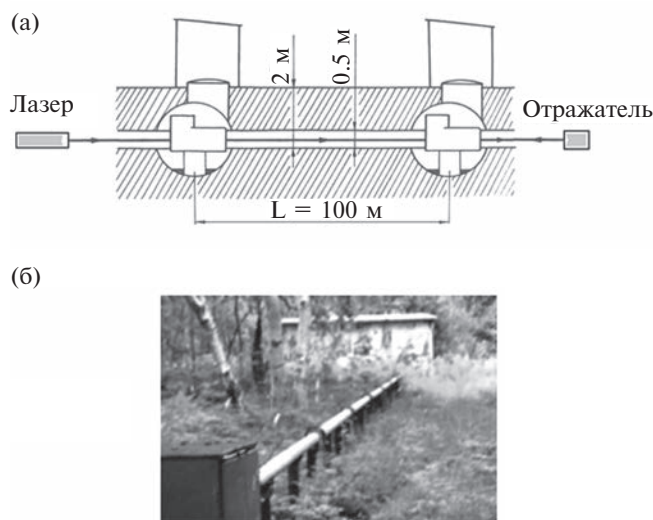 (а)
2 м
0.5 м
Лазер
Отражатель
L = 100 м
(б)